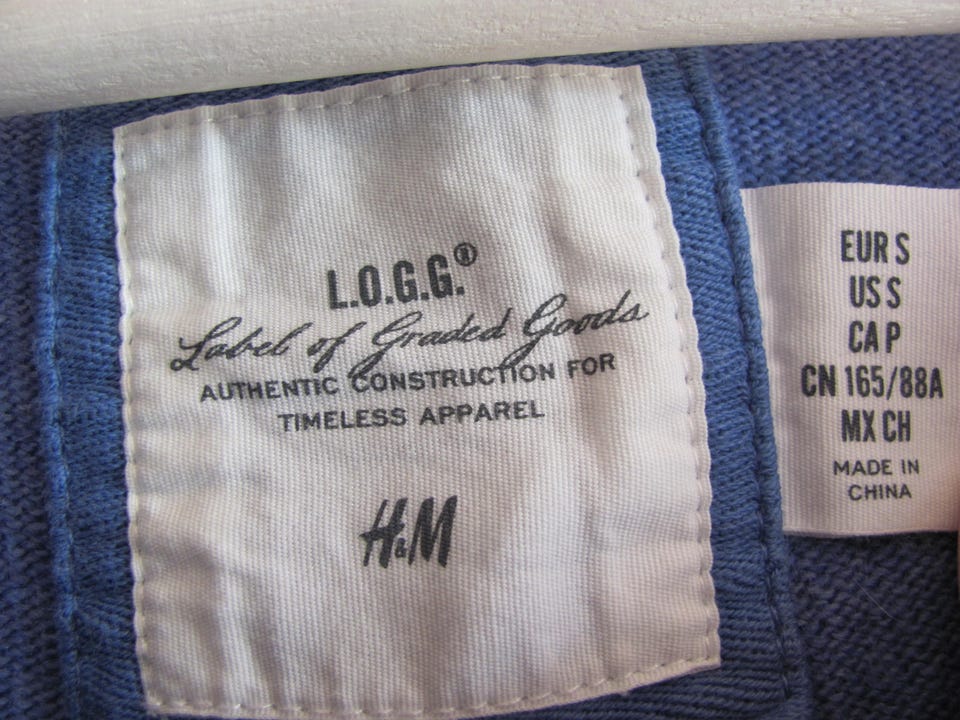 L.O.G.G.®
Label of Graded Goods
AUTHENTIC CONSTRUCTION FOR
TIMELESS APPAREL
H&M
EUR S
US S
CA P
CN 165/88A
MX CH
MADE IN
CHINA